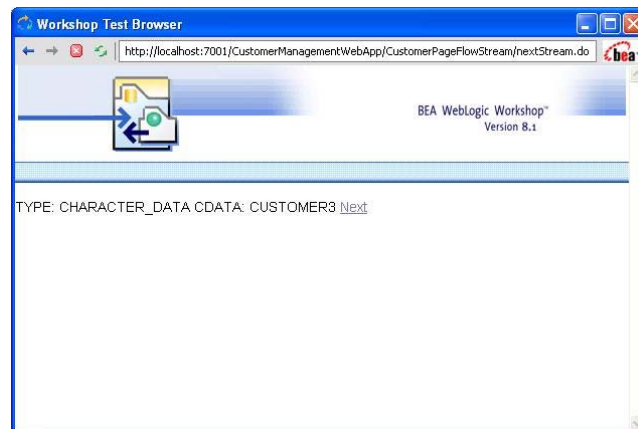 Workshop Test Browser
http://localhost:7001/CustomerManagementWebApp/CustomerPageFlowStream/nextStream.do
bea
BEA WebLogic Workshop™
Version 8.1
TYPE: CHARACTER_DATA CDATA: CUSTOMER3 Next